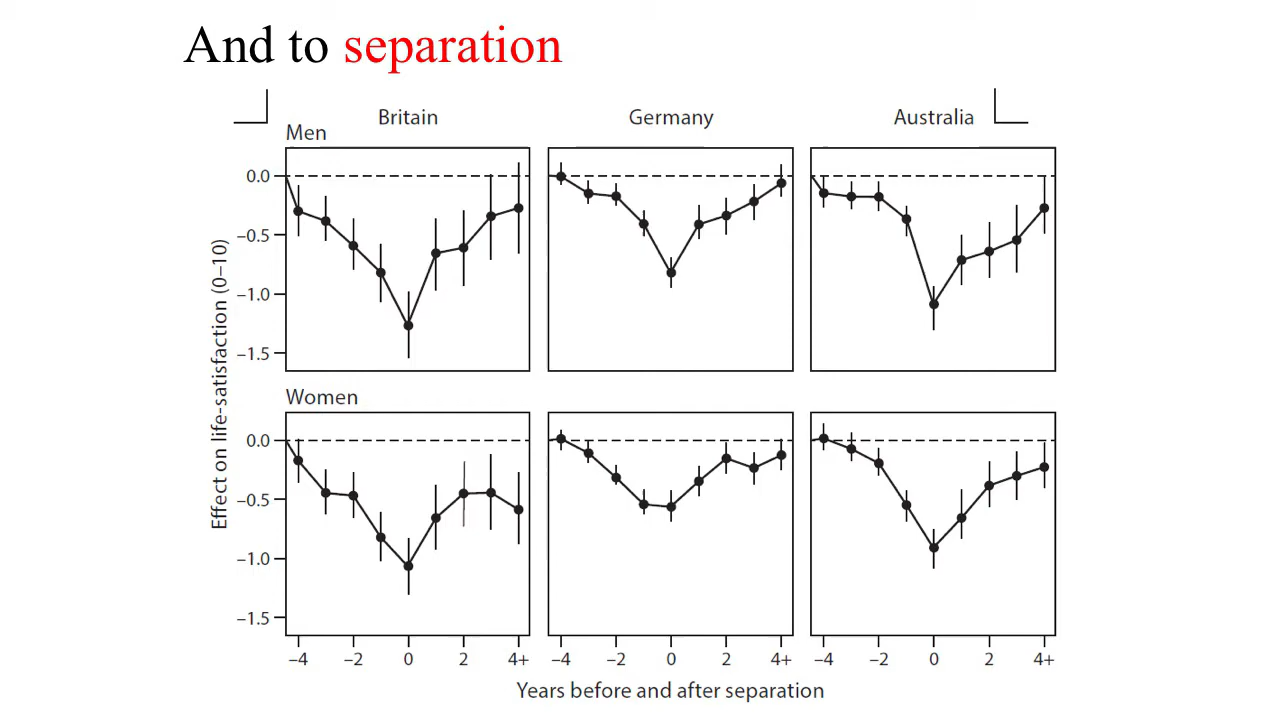 And to separation
Britain Germany Australia
Men
0.0
–0.5
–1.0
–1.5
Women
0.0
–0.5
–1.0
–1.5
Effect on life-satisfaction (0–10)
–4 –2 0 2 4+ –4 –2 0 2 4+ –4 –2 0 2 4+
Years before and after separation